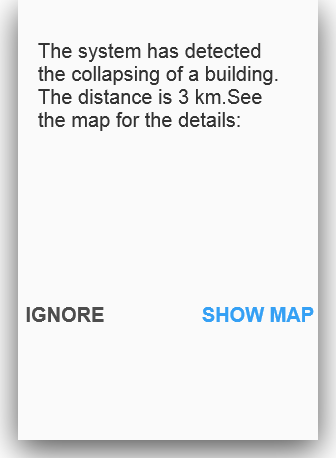 The system has detected
the collapsing of a building.
The distance is 3 km.See
the map for the details:
IGNORE
SHOW MAP